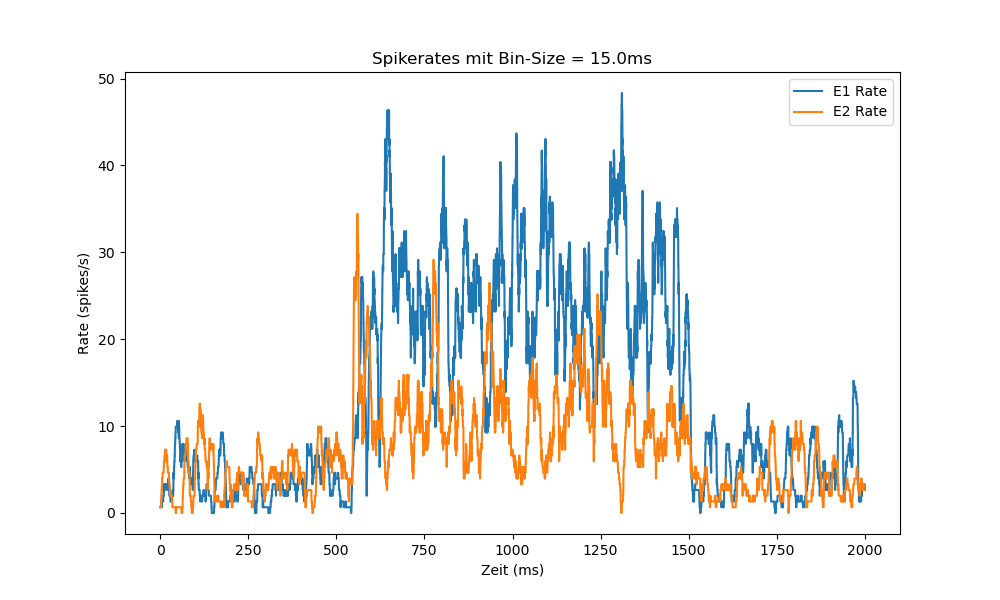 Spikerates mit Bin-Size = 15.0ms
E1 Rate
E2 Rate
50
40
30
20
10
0
Rate (spikes/s)
0 250 500 750 1000 1250 1500 1750 2000
Zeit (ms)